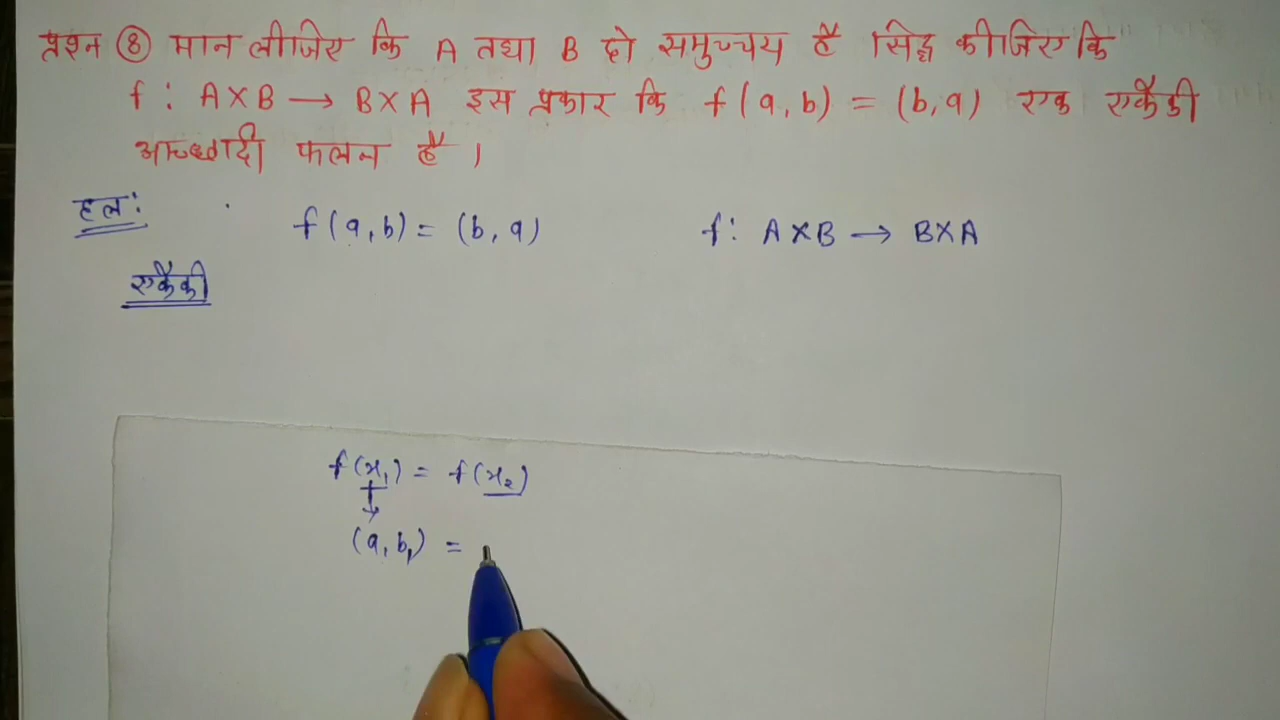 प्रश्न ⑧ मान लीजिए कि A तथा B दो समुच्चय हैं सिद्ध कीजिए कि
f : A×B → B×A इस प्रकार कि f(a, b) = (b, a) एक एकैकी
आच्छादी फलन है ।
हलः f(a, b) = (b, a) f: A×B → B×A
एकैकी
f(x₁) = f(x₂)
(a, b₁) =